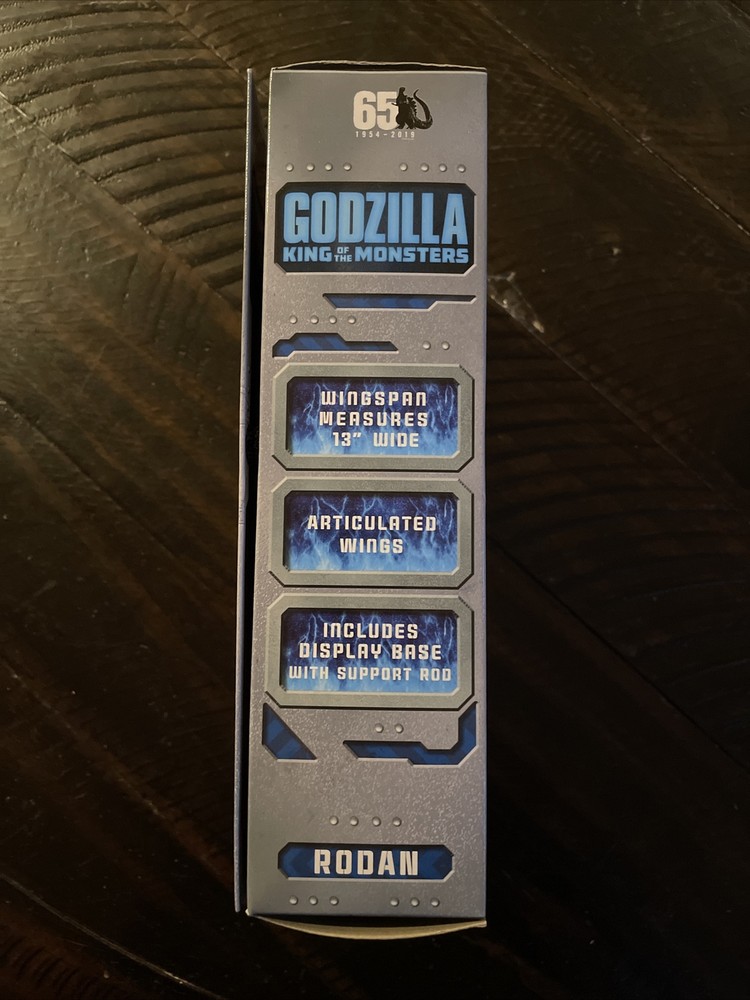 65
1954-2019
GODZILLA
KING OF THE MONSTERS
WINGSPAN
MEASURES
13" WIDE
ARTICULATED
WINGS
INCLUDES
DISPLAY BASE
WITH SUPPORT ROD
RODAN